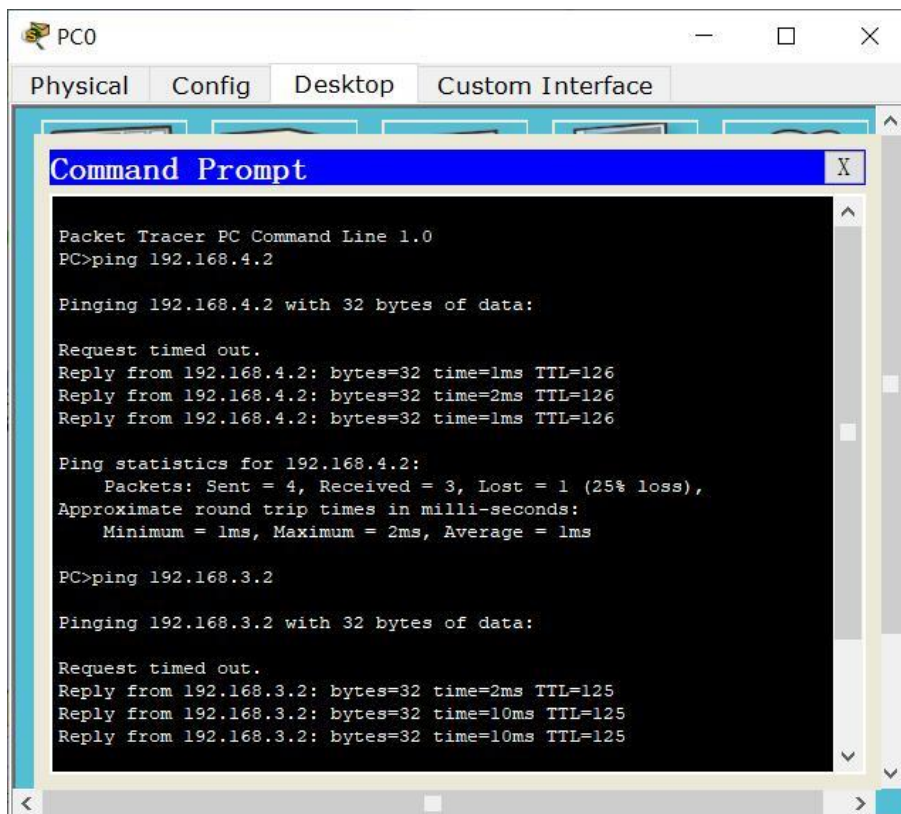 PC0
Physical Config Desktop Custom Interface
Command Prompt
X
Packet Tracer PC Command Line 1.0
PC>ping 192.168.4.2
Pinging 192.168.4.2 with 32 bytes of data:
Request timed out.
Reply from 192.168.4.2: bytes=32 time=1ms TTL=126
Reply from 192.168.4.2: bytes=32 time=2ms TTL=126
Reply from 192.168.4.2: bytes=32 time=1ms TTL=126
Ping statistics for 192.168.4.2:
Packets: Sent = 4, Received = 3, Lost = 1 (25% loss),
Approximate round trip times in milli-seconds:
Minimum = 1ms, Maximum = 2ms, Average = 1ms
PC>ping 192.168.3.2
Pinging 192.168.3.2 with 32 bytes of data:
Request timed out.
Reply from 192.168.3.2: bytes=32 time=2ms TTL=125
Reply from 192.168.3.2: bytes=32 time=10ms TTL=125
Reply from 192.168.3.2: bytes=32 time=10ms TTL=125